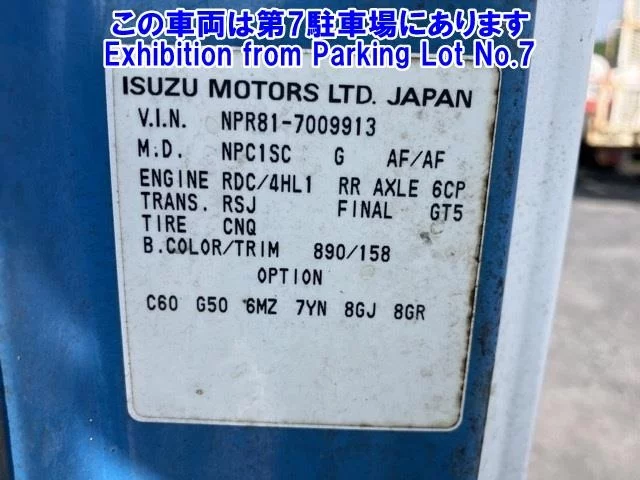 この車両は第7駐車場にあります
Exhibition from Parking Lot No.7
ISUZU MOTORS LTD. JAPAN
V.I.N. NPR81-7009913
M.D. NPC1SC G AF/AF
ENGINE RDC/4HL1 RR AXLE 6CP
TRANS. RSJ FINAL GT5
TIRE CNQ
B.COLOR/TRIM 890/158
OPTION
C60 G50 6MZ 7YN 8GJ 8GR